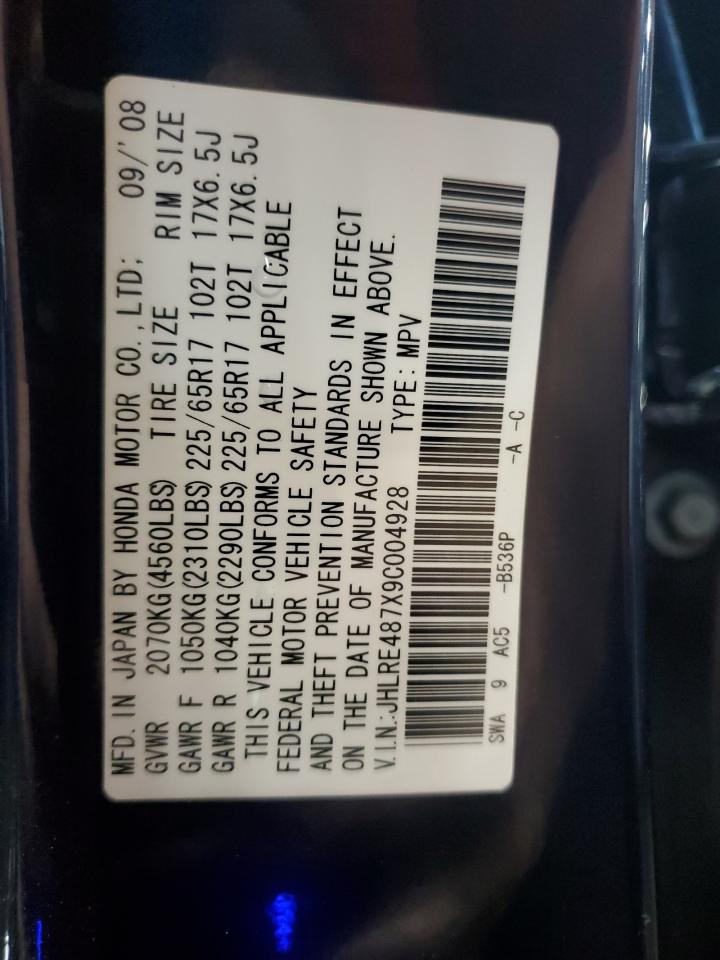 MFD. IN JAPAN BY HONDA MOTOR CO.,LTD; 09/'08
GVWR 2070KG(4560LBS) TIRE SIZE RIM SIZE
GAWR F 1050KG(2310LBS) 225/65R17 102T 17X6.5J
GAWR R 1040KG(2290LBS) 225/65R17 102T 17X6.5J
THIS VEHICLE CONFORMS TO ALL APPLICABLE
FEDERAL MOTOR VEHICLE SAFETY
AND THEFT PREVENTION STANDARDS IN EFFECT
ON THE DATE OF MANUFACTURE SHOWN ABOVE.
V.I.N.:JHLRE487X9C004928 TYPE: MPV
SWA 9 AC5 -B536P -A -C